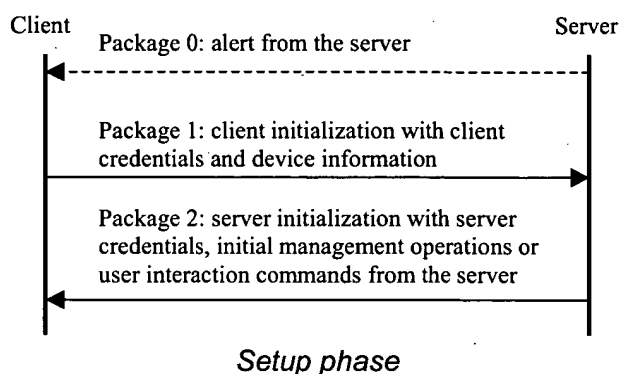 Client
Server
Package 0: alert from the server
Package 1: client initialization with client
credentials and device information
Package 2: server initialization with server
credentials, initial management operations or
user interaction commands from the server
Setup phase